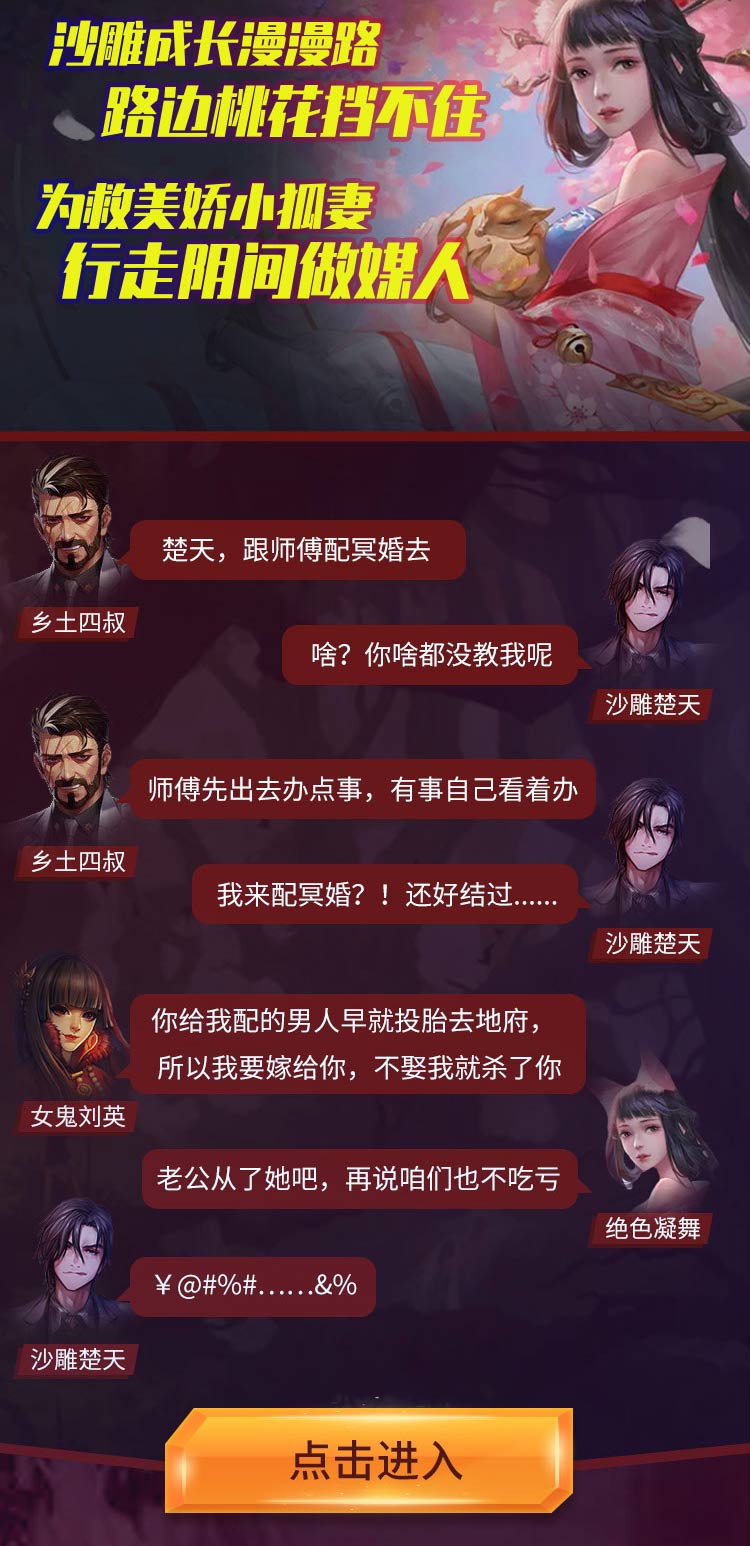 沙雕成长漫漫路
路边桃花挡不住
为救美娇小狐妻
行走阴间做媒人
楚天，跟师傅配冥婚去
乡土四叔
啥？你啥都没教我呢
沙雕楚天
师傅先出去办点事，有事自己看着办
乡土四叔
我来配冥婚？！还好结过......
沙雕楚天
你给我配的男人早就投胎去地府，
所以我要嫁给你，不娶我就杀了你
女鬼刘英
老公从了她吧，再说咱们也不吃亏
绝色凝舞
￥@#%#……&%
沙雕楚天
点击进入